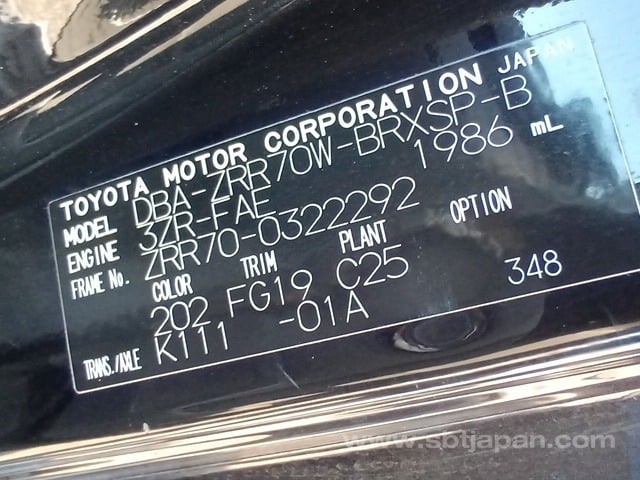 TOYOTA MOTOR CORPORATION JAPAN
MODEL DBA-ZRR70W-BRXSP-B
ENGINE 3ZR-FAE 1986 mL
FRAME No. ZRR70-0322292
COLOR TRIM PLANT OPTION
202 FG19 C25 348
TRANS./AXLE K111 -01A
www.sbtjapan.com